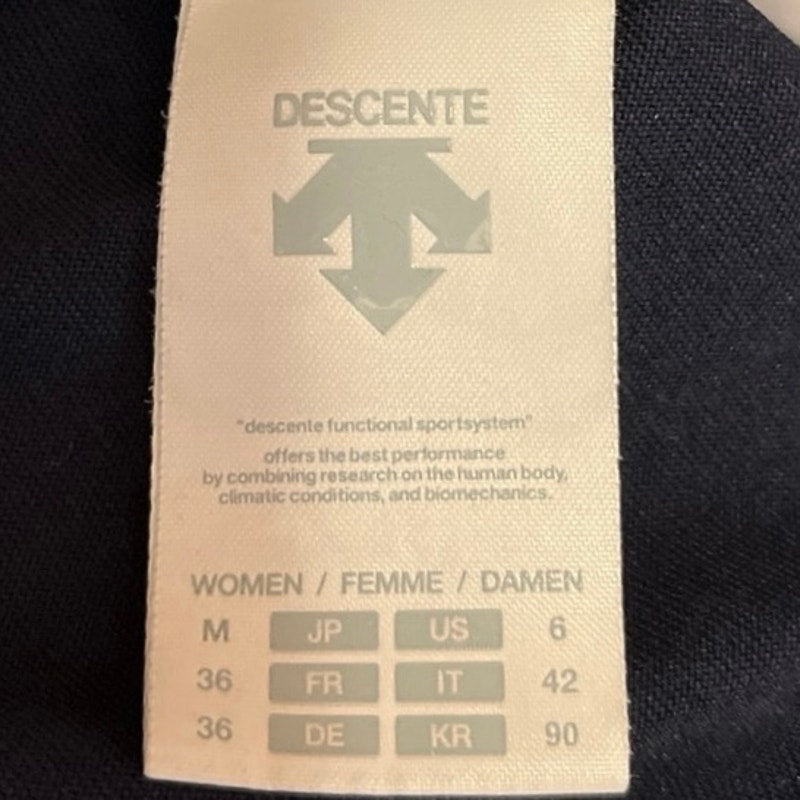 DESCENTE
"descente functional sportsystem"
offers the best performance
by combining research on the human body,
climatic conditions, and biomechanics.
WOMEN / FEMME / DAMEN
M JP US 6
36 FR IT 42
36 DE KR 90